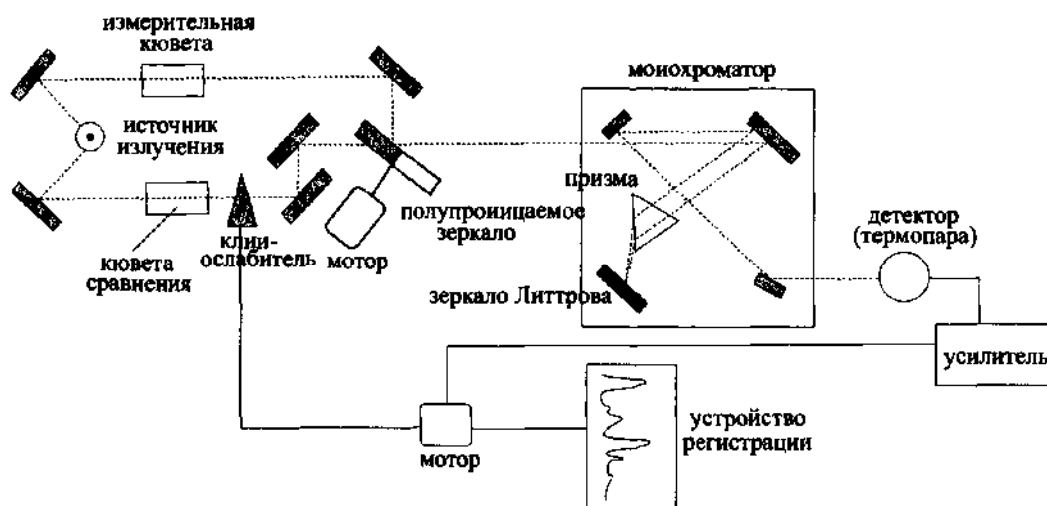 измерительная
кювета
источник
излучения
кювета
сравнения
клин-
ослабитель
мотор
полупроницаемое
зеркало
монохроматор
призма
зеркало Литтрова
детектор
(термопара)
усилитель
мотор
устройство
регистрации